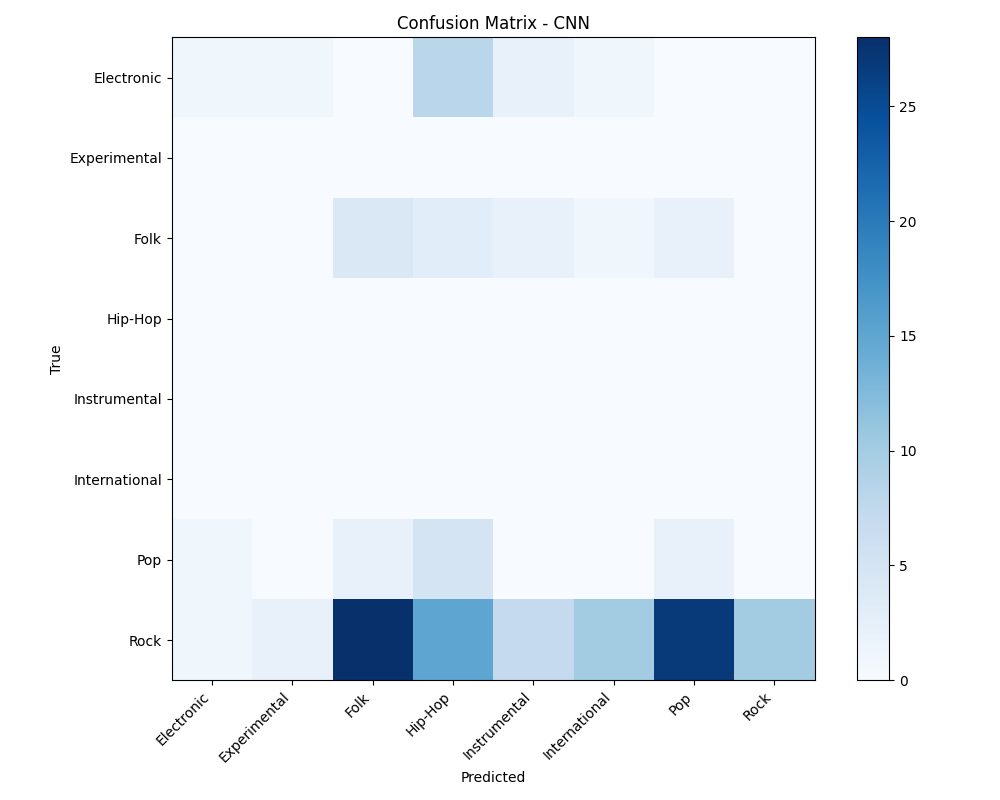 Confusion Matrix - CNN
True
Electronic
Experimental
Folk
Hip-Hop
Instrumental
International
Pop
Rock
Electronic
Experimental
Folk
Hip-Hop
Instrumental
International
Pop
Rock
Predicted
25
20
15
10
5
0